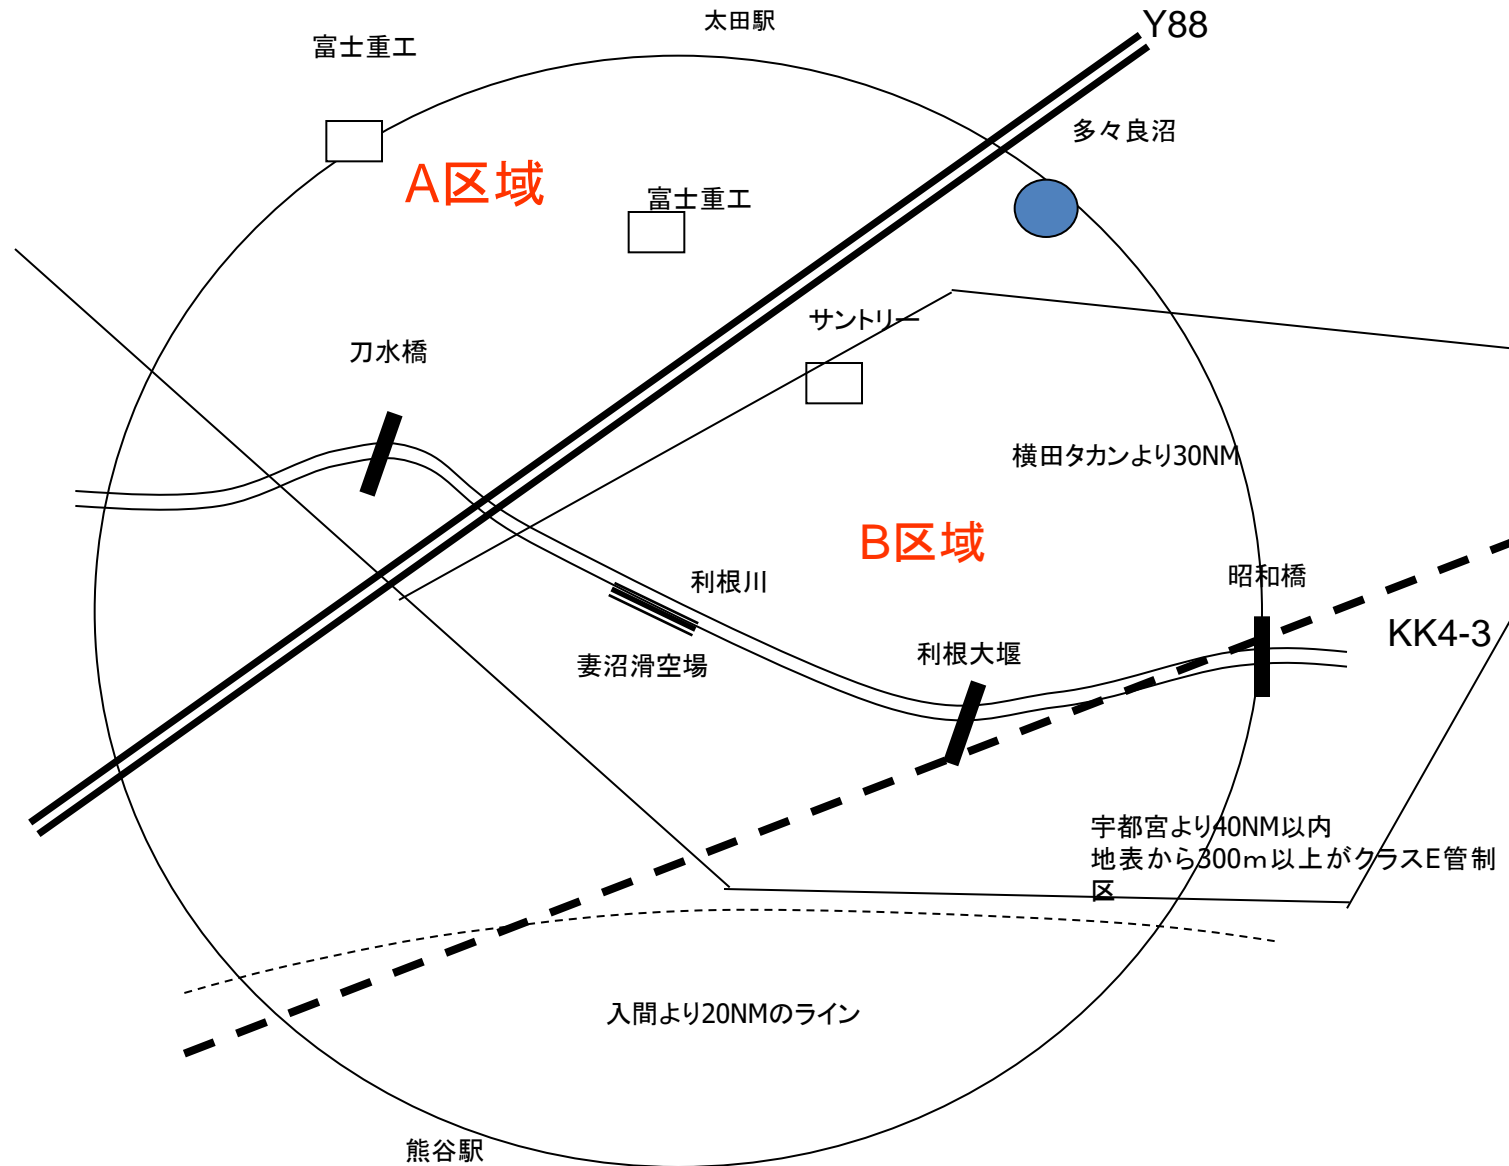 太田駅
Y88
富士重工
多々良沼
A区域
富士重工
サントリー
刀水橋
横田タカンより30NM
B区域
利根川
昭和橋
KK4-3
妻沼滑空場
利根大堰
宇都宮より40NM以内
地表から300ｍ以上がクラスE管制
区
入間より20NMのライン
熊谷駅